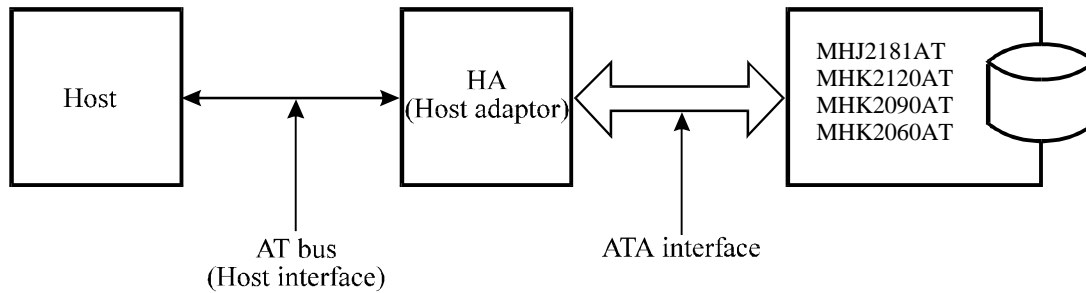 Host
HA
(Host adaptor)
MHJ2181AT
MHK2120AT
MHK2090AT
MHK2060AT
AT bus
(Host interface)
ATA interface